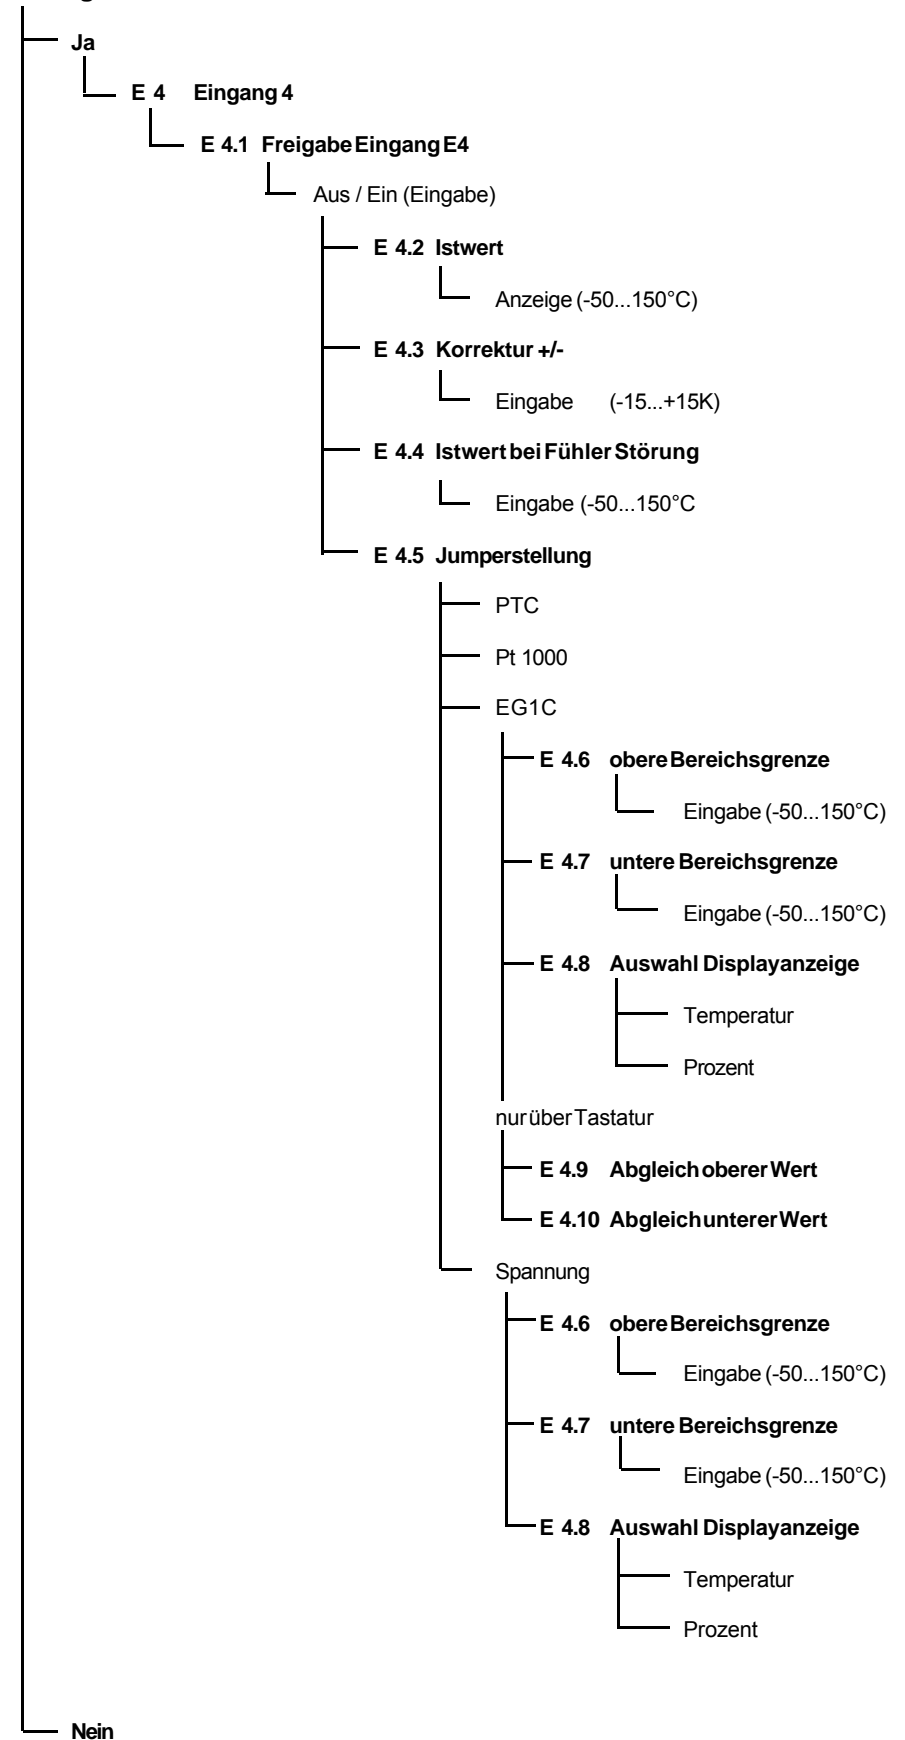 Ja
E 4 Eingang 4
E 4.1 Freigabe Eingang E4
Aus / Ein (Eingabe)
E 4.2 Istwert
Anzeige (-50...150°C)
E 4.3 Korrektur +/-
Eingabe (-15...+15K)
E 4.4 Istwert bei Fühler Störung
Eingabe (-50...150°C
E 4.5 Jumperstellung
PTC
Pt 1000
EG1C
E 4.6 obere Bereichsgrenze
Eingabe (-50...150°C)
E 4.7 untere Bereichsgrenze
Eingabe (-50...150°C)
E 4.8 Auswahl Displayanzeige
Temperatur
Prozent
nur über Tastatur
E 4.9 Abgleich oberer Wert
E 4.10 Abgleich unterer Wert
Spannung
E 4.6 obere Bereichsgrenze
Eingabe (-50...150°C)
E 4.7 untere Bereichsgrenze
Eingabe (-50...150°C)
E 4.8 Auswahl Displayanzeige
Temperatur
Prozent
Nein